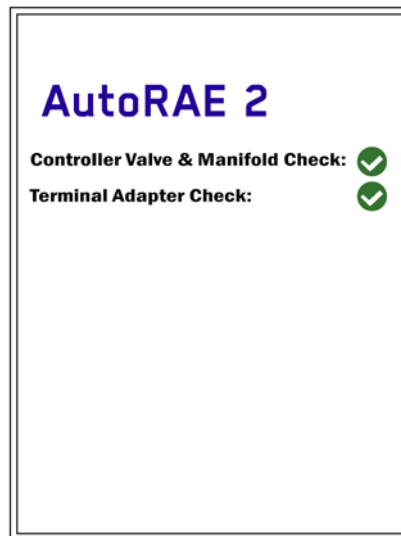 AutoRAE 2
Controller Valve & Manifold Check:
Terminal Adapter Check: